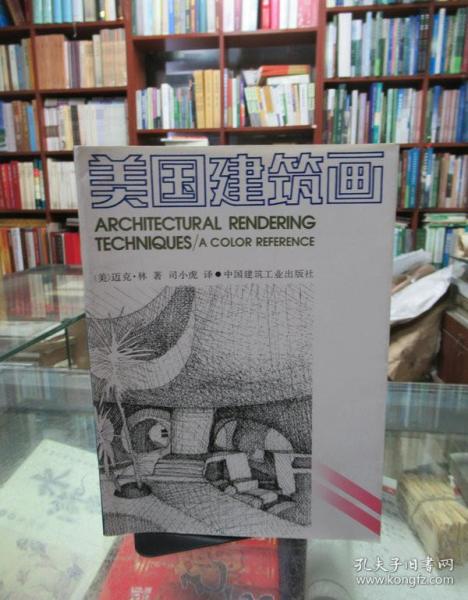 美国建筑画
ARCHITECTURAL RENDERING
TECHNIQUES/A COLOR REFERENCE
(美)迈克·林 著 司小虎 译●中国建筑工业出版社
孔夫子旧书网
www.kongfz.com